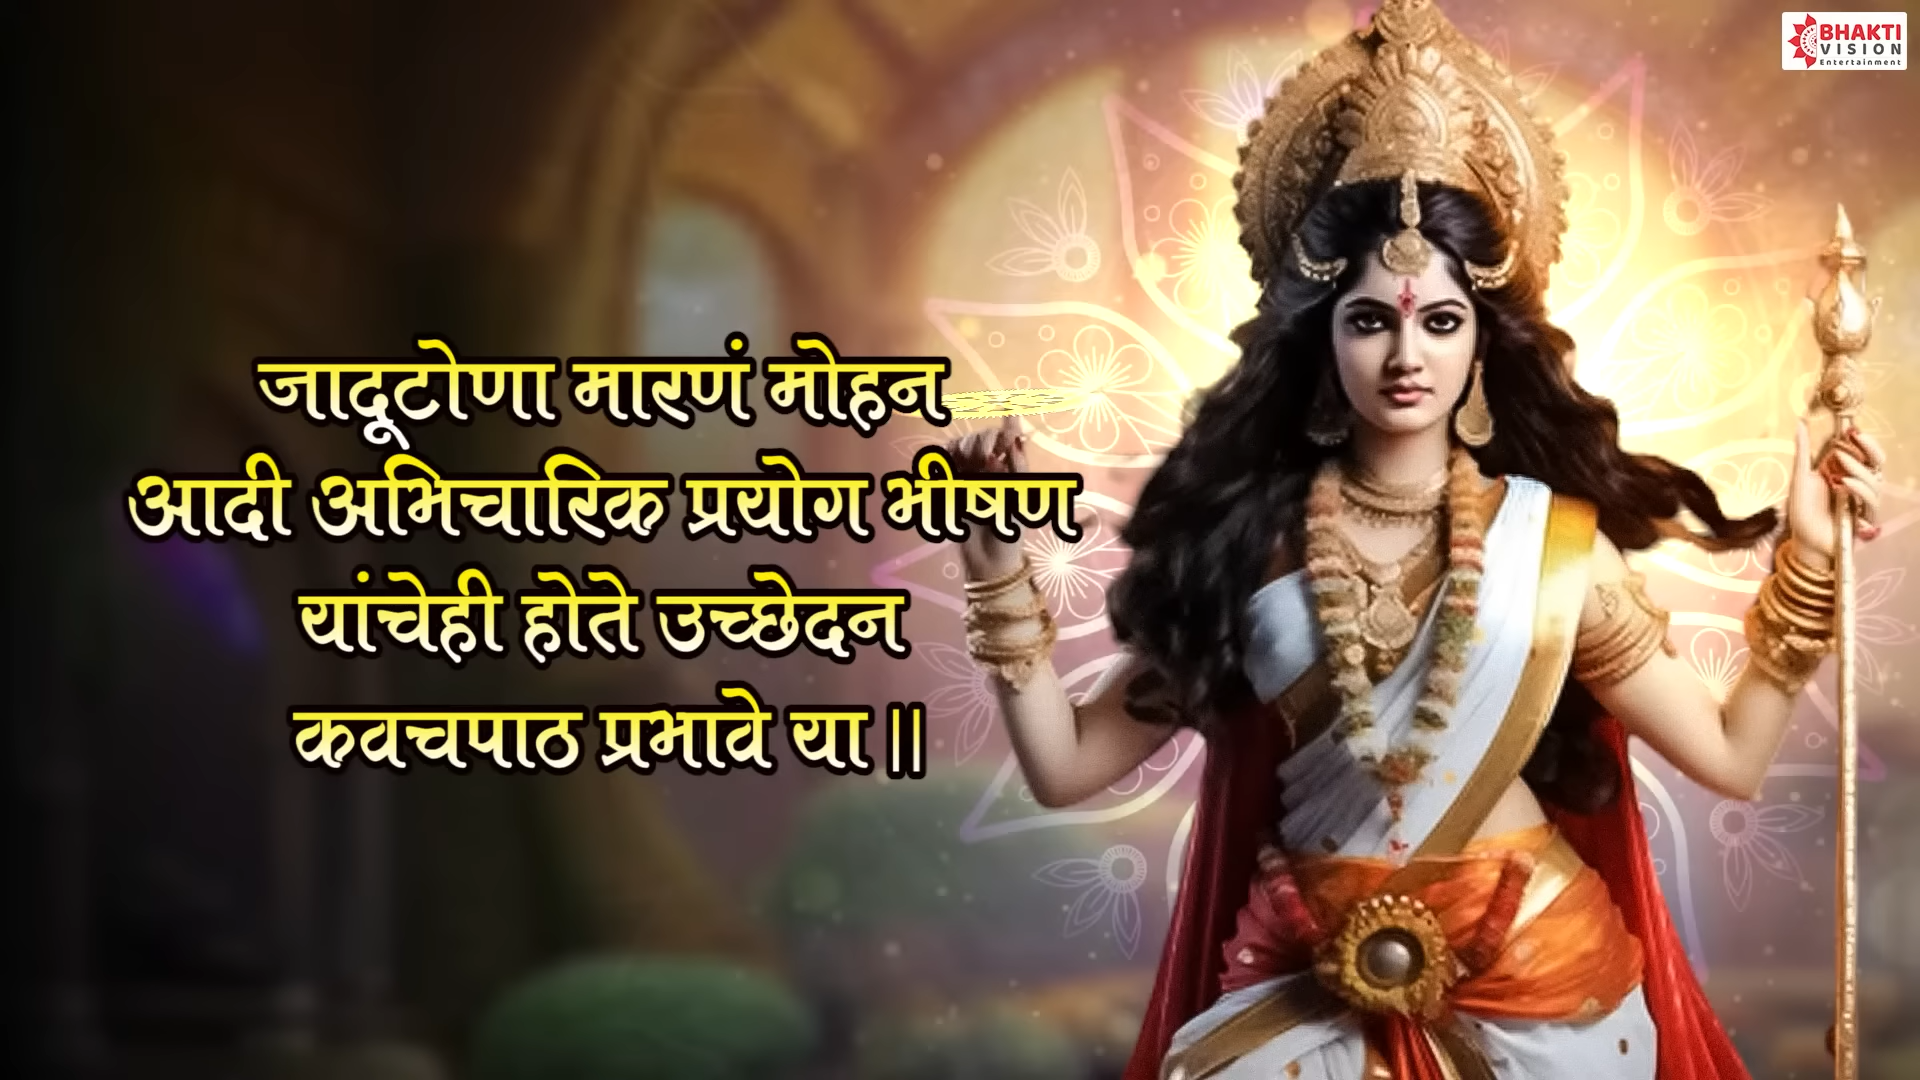 BHAKTI
VISION
Entertainment
जादूटोणा मारणं मोहन
आदी अभिचारिक प्रयोग भीषण
यांचेही होते उच्छेदन
कवचपाठ प्रभावे या ||